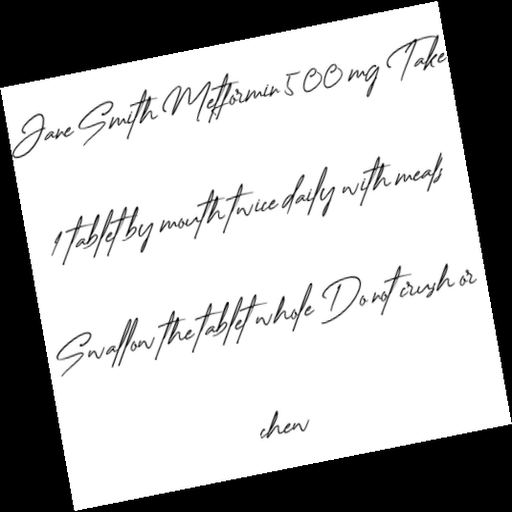 Jane Smith Metformin 500 mg Take
1 tablet by mouth twice daily with meals
Swallow the tablet whole Do not crush or
chew